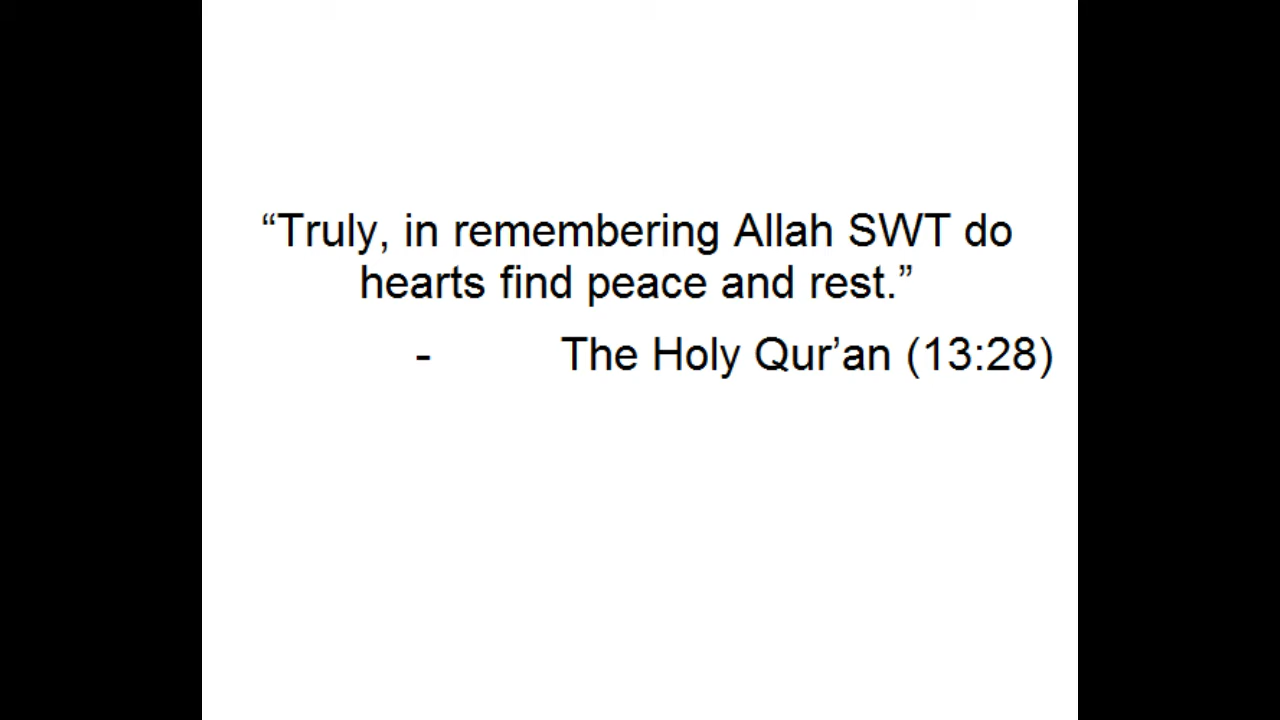 “Truly, in remembering Allah SWT do
hearts find peace and rest.”
- The Holy Qur’an (13:28)